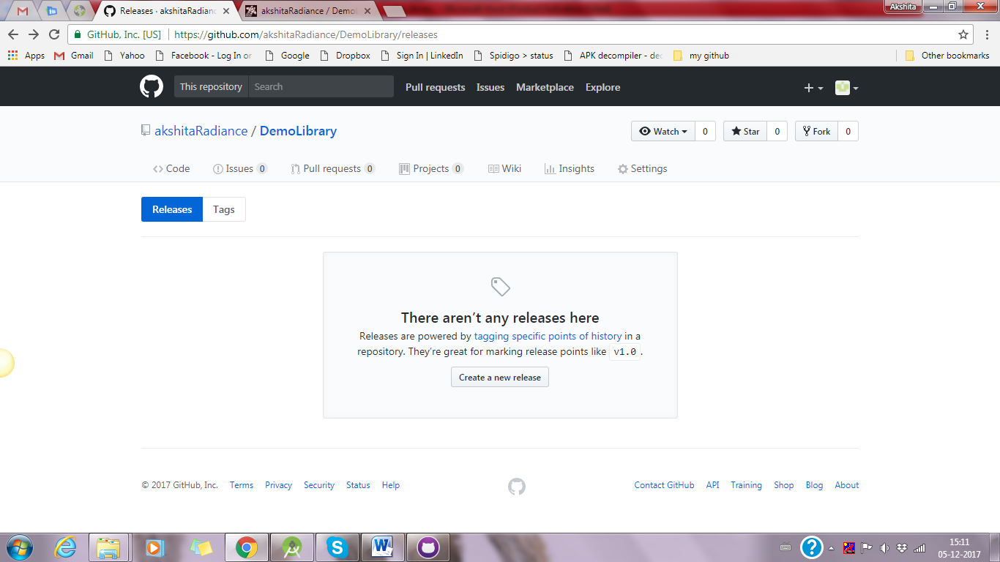 Akshita
Releases · akshitaRadianc
akshitaRadiance / DemoL
GitHub, Inc. [US]
https://github.com/akshitaRadiance/DemoLibrary/releases
Apps
Gmail
Yahoo
Facebook - Log In or
Google
Dropbox
Sign In | LinkedIn
Spidigo > status
APK decompiler - dec
my github
Other bookmarks
This repository
Search
Pull requests
Issues
Marketplace
Explore
akshitaRadiance / DemoLibrary
Watch 0
Star 0
Fork 0
Code
Issues 0
Pull requests 0
Projects 0
Wiki
Insights
Settings
Releases
Tags
There aren't any releases here
Releases are powered by tagging specific points of history in a
repository. They're great for marking release points like v1.0 .
Create a new release
© 2017 GitHub, Inc.
Terms
Privacy
Security
Status
Help
Contact GitHub
API
Training
Shop
Blog
About
15:11
05-12-2017